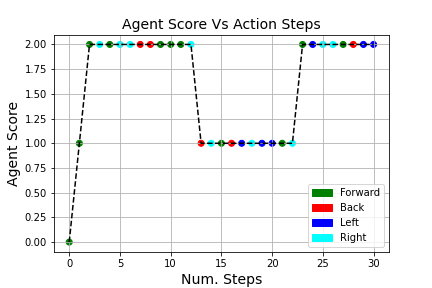 Agent Score Vs Action Steps
2.00
1.75
1.50
1.25
1.00
0.75
0.50
0.25
0.00
Agent Score
Forward
Back
Left
Right
0 5 10 15 20 25 30
Num. Steps